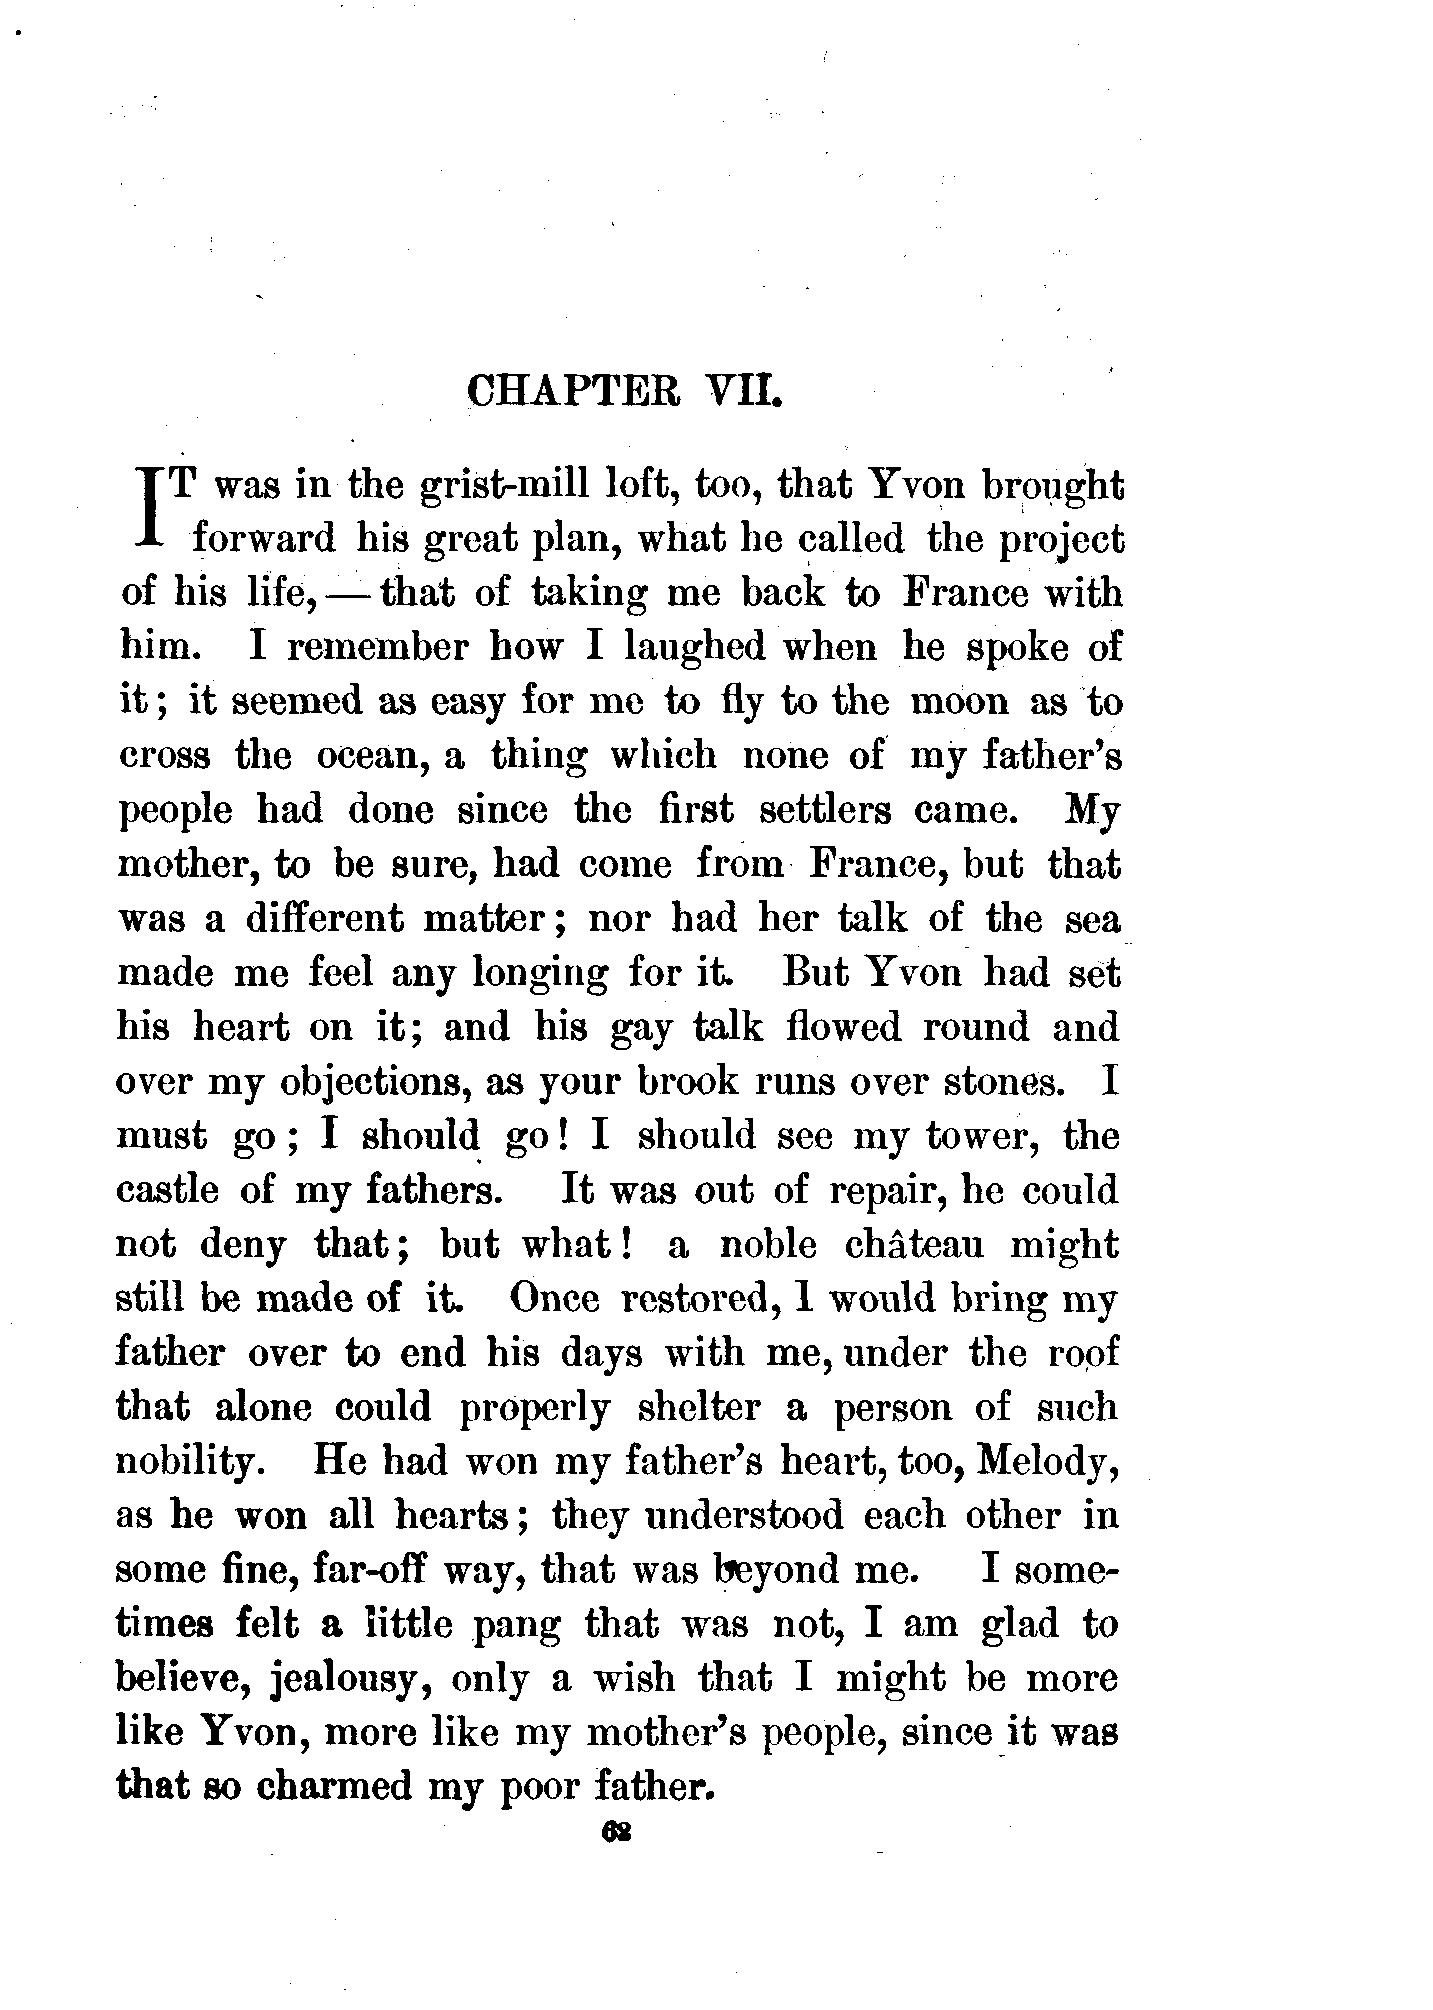 CHAPTER VII.
IT was in the grist-mill loft, too, that Yvon brought
forward his great plan, what he called the project
of his life, — that of taking me back to France with
him. I remember how I laughed when he spoke of
it; it seemed as easy for me to fly to the moon as to
cross the ocean, a thing which none of my father's
people had done since the first settlers came. My
mother, to be sure, had come from France, but that
was a different matter; nor had her talk of the sea
made me feel any longing for it. But Yvon had set
his heart on it; and his gay talk flowed round and
over my objections, as your brook runs over stones. I
must go; I should go! I should see my tower, the
castle of my fathers. It was out of repair, he could
not deny that; but what! a noble château might
still be made of it. Once restored, I would bring my
father over to end his days with me, under the roof
that alone could properly shelter a person of such
nobility. He had won my father's heart, too, Melody,
as he won all hearts; they understood each other in
some fine, far-off way, that was beyond me. I some-
times felt a little pang that was not, I am glad to
believe, jealousy, only a wish that I might be more
like Yvon, more like my mother's people, since it was
that so charmed my poor father.
62